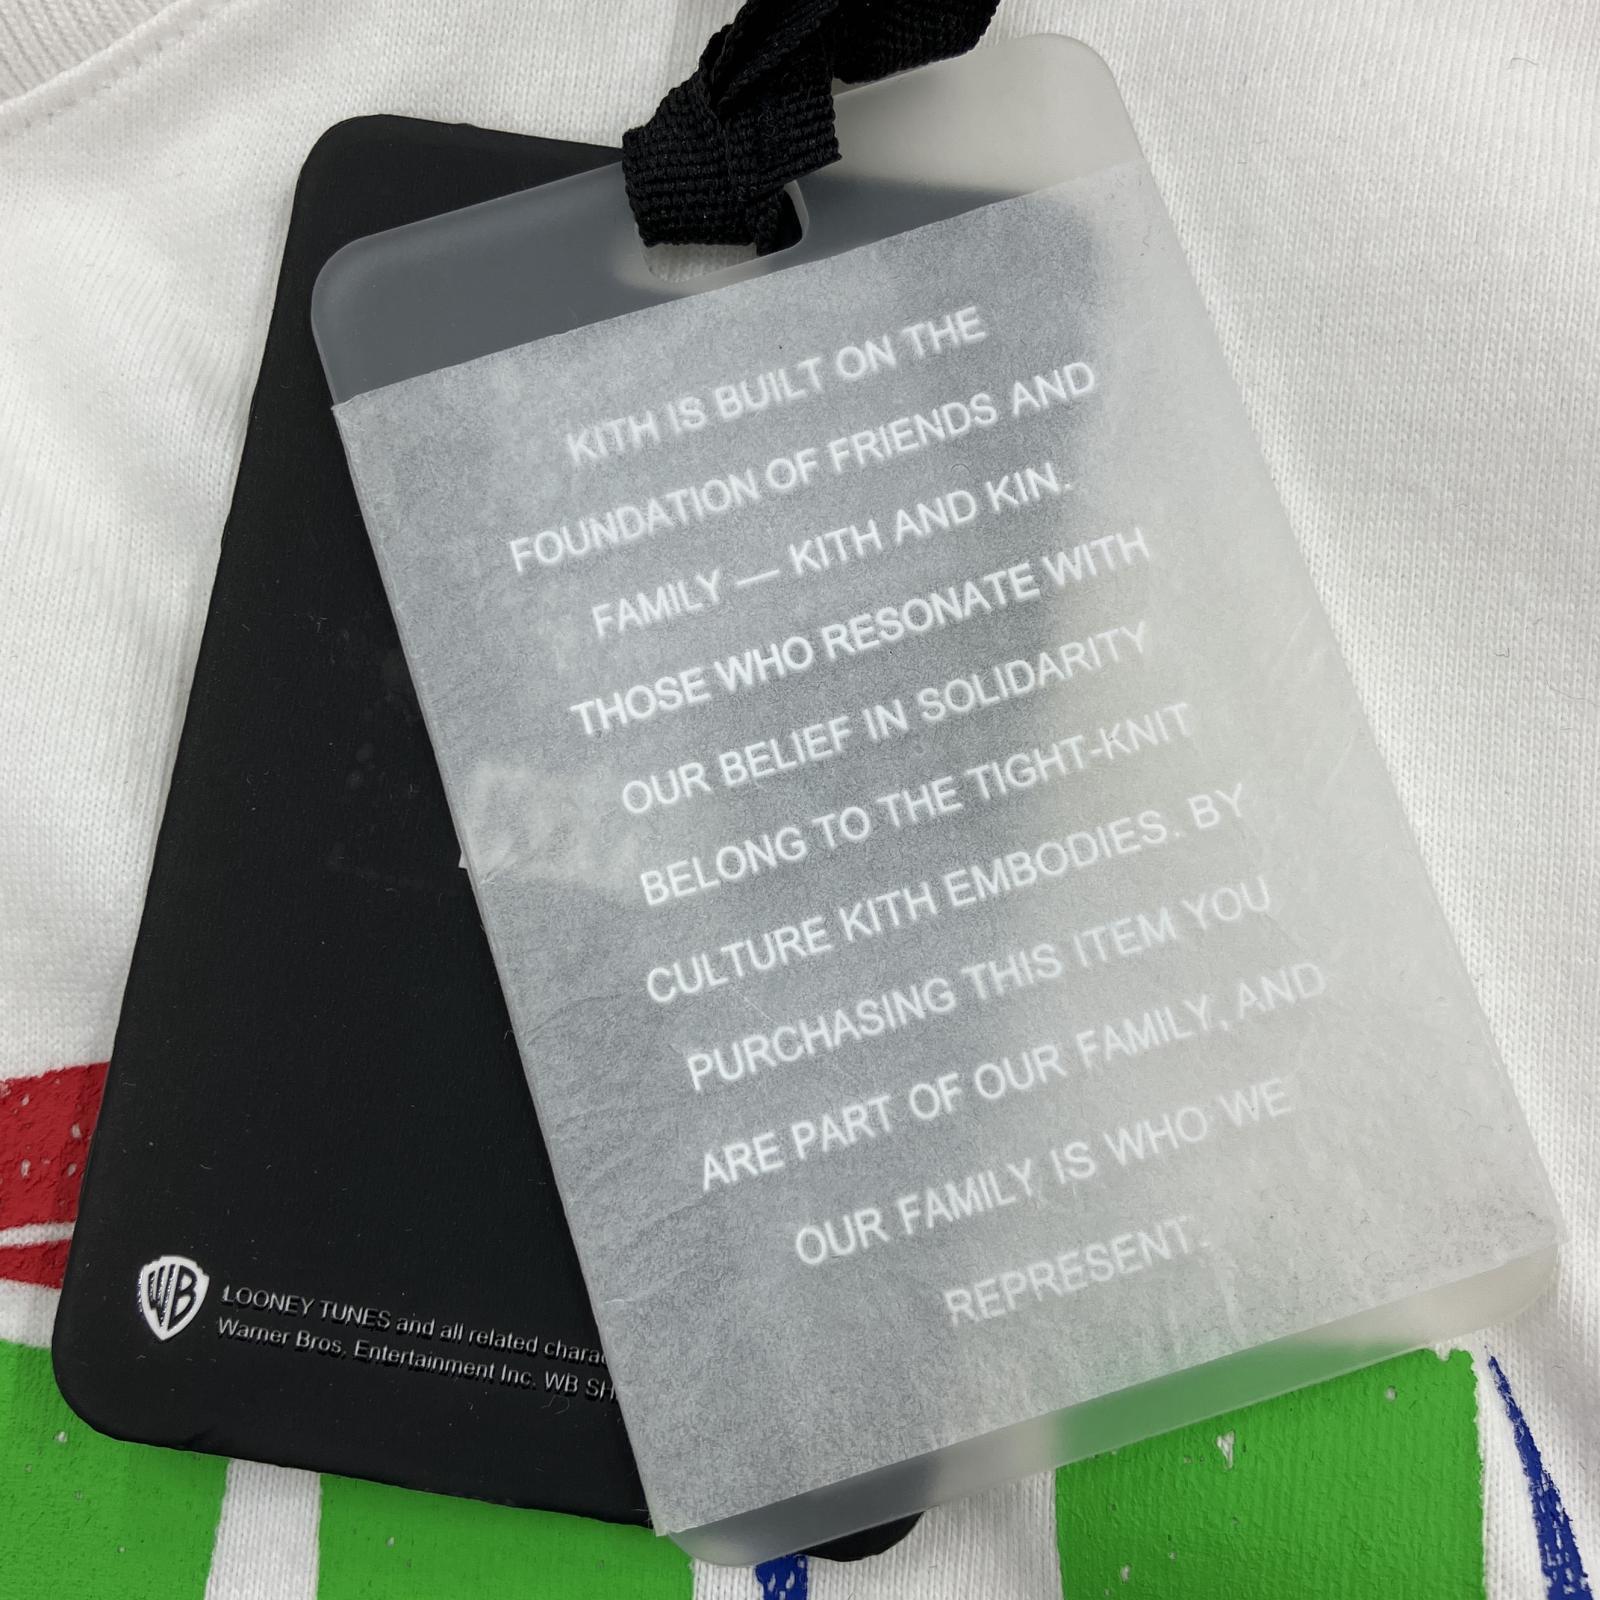 KITH IS BUILT ON THE
FOUNDATION OF FRIENDS AND
FAMILY — KITH AND KIN.
THOSE WHO RESONATE WITH
OUR BELIEF IN SOLIDARITY
BELONG TO THE TIGHT-KNIT
CULTURE KITH EMBODIES. BY
PURCHASING THIS ITEM YOU
ARE PART OF OUR FAMILY, AND
OUR FAMILY IS WHO WE
REPRESENT.
WB
LOONEY TUNES and all related
Warner Bros. Entertainment Inc. WB